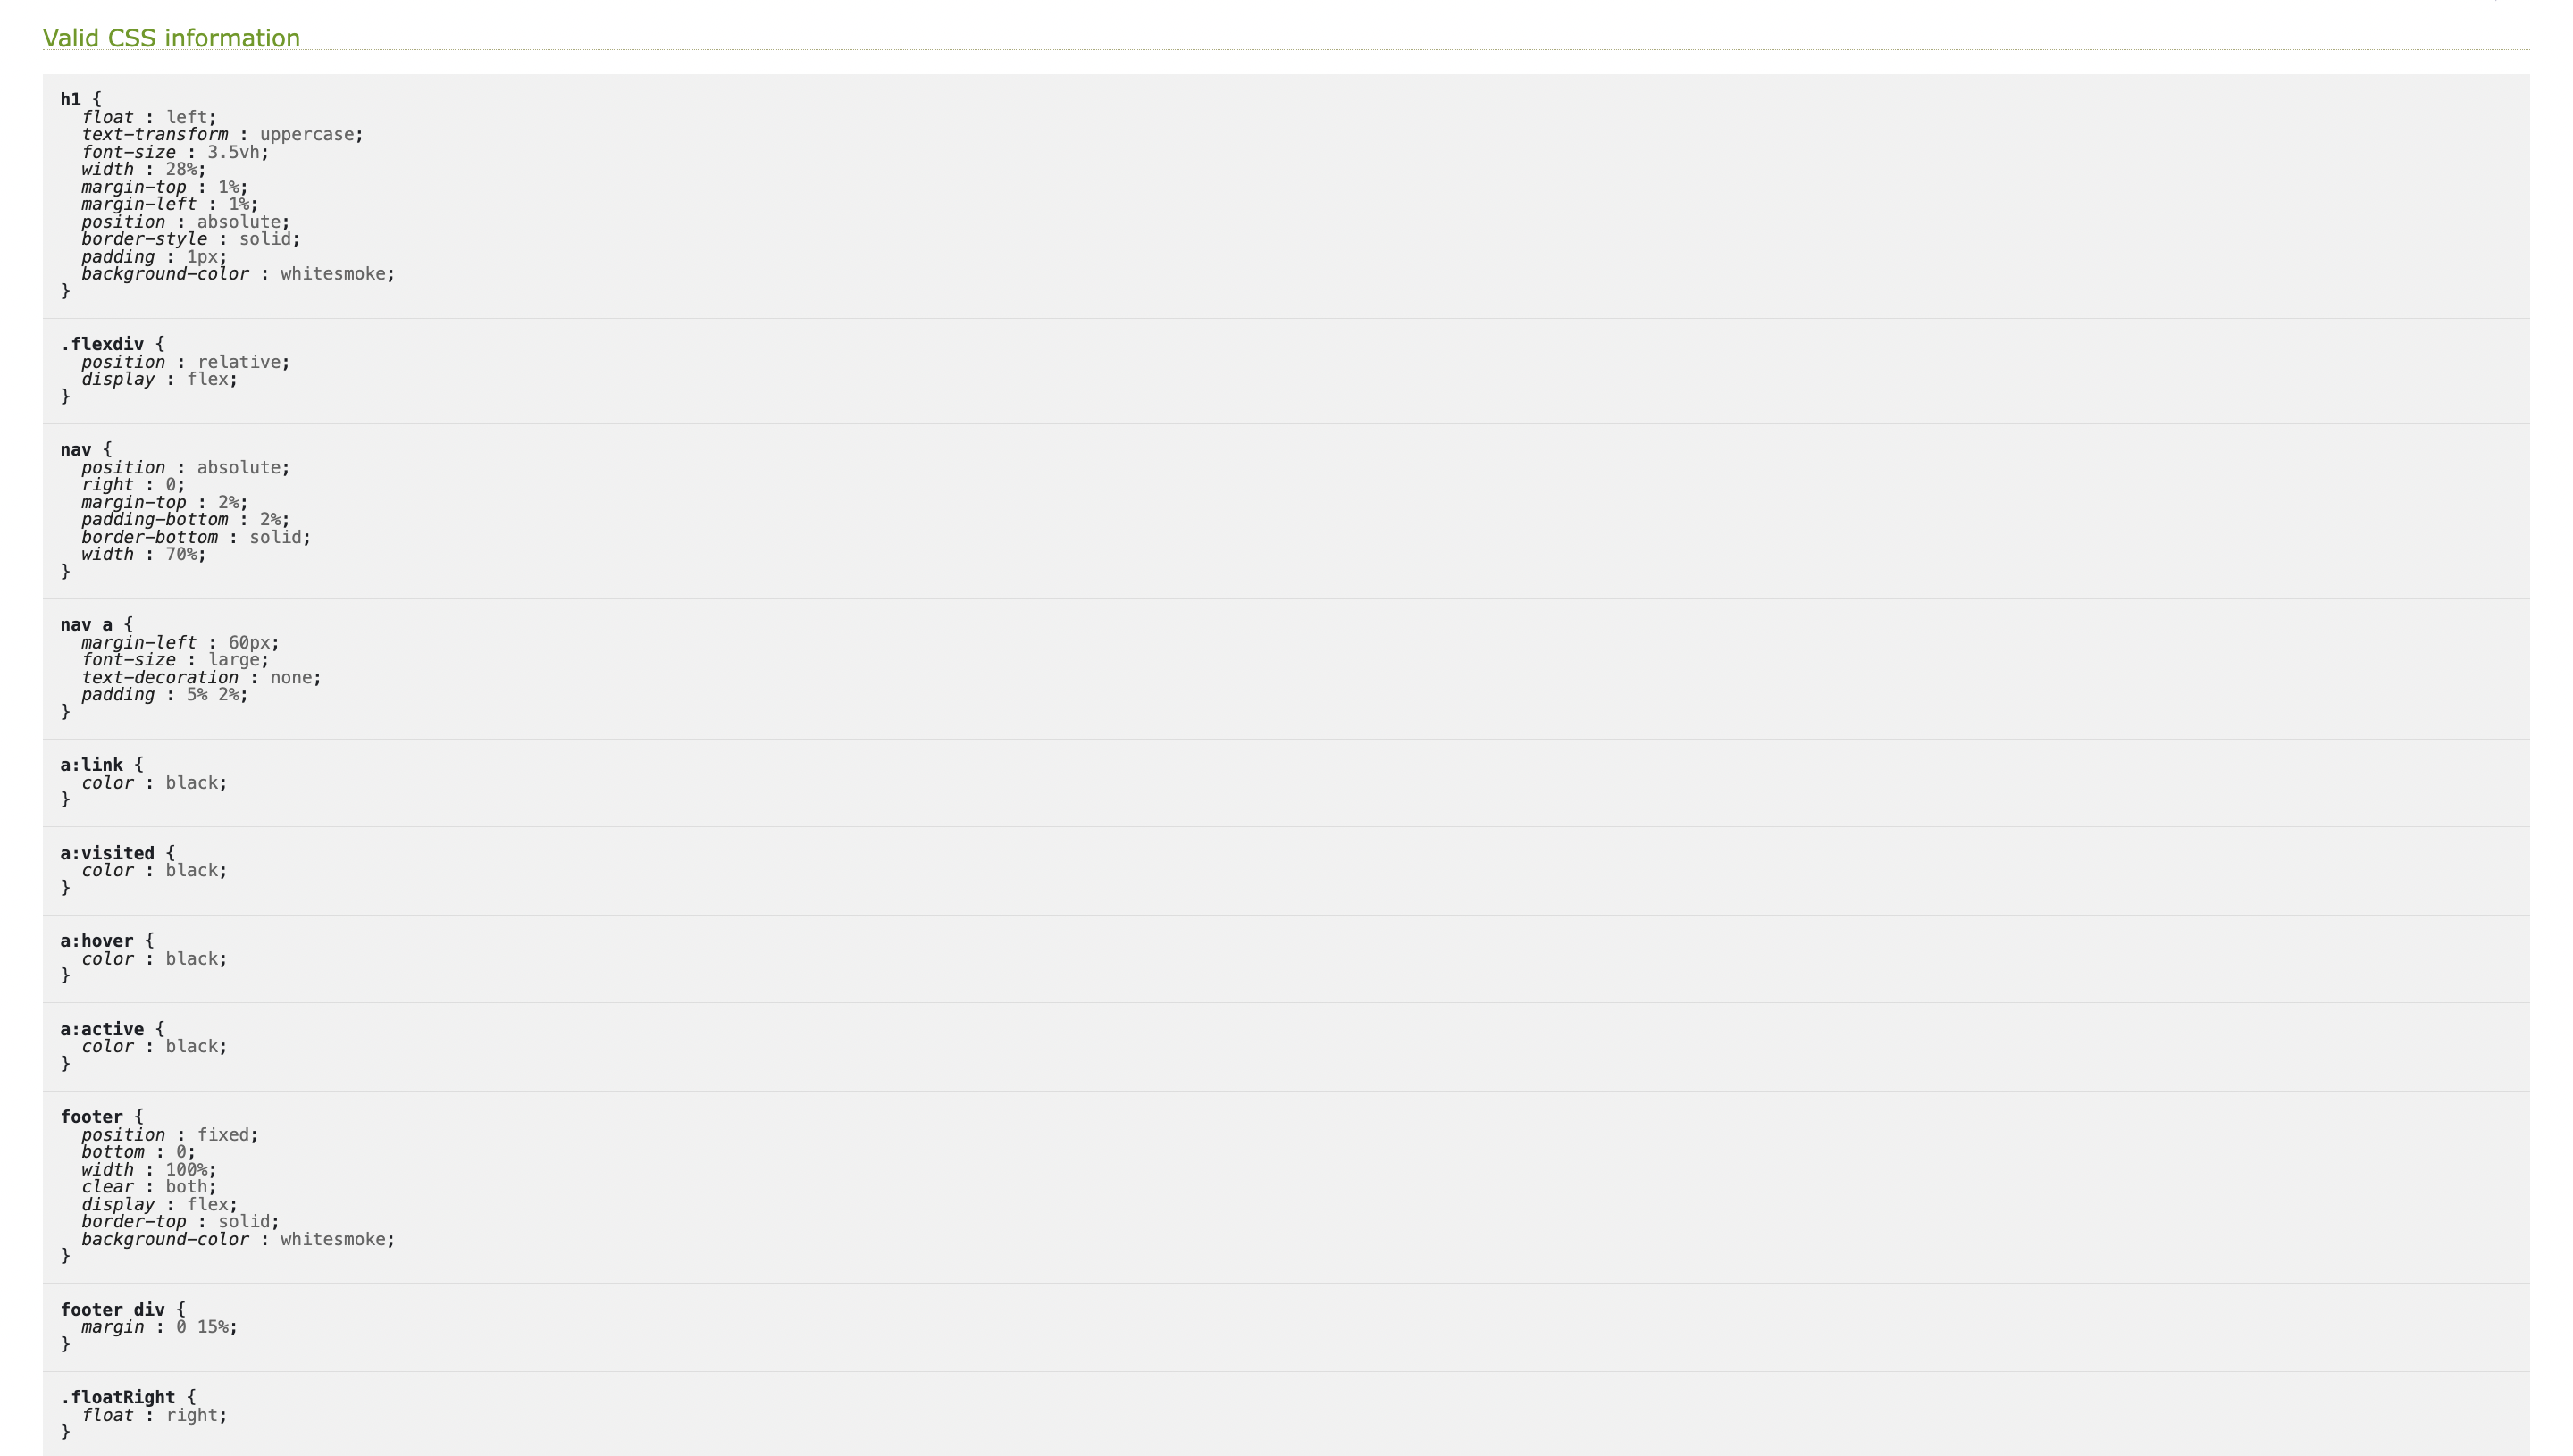 Valid CSS information
h1 {
float : left;
text-transform : uppercase;
font-size : 3.5vh;
width : 28%;
margin-top : 1%;
margin-left : 1%;
position : absolute;
border-style : solid;
padding : 1px;
background-color : whitesmoke;
}
.flexdiv {
position : relative;
display : flex;
}
nav {
position : absolute;
right : 0;
margin-top : 2%;
padding-bottom : 2%;
border-bottom : solid;
width : 70%;
}
nav a {
margin-left : 60px;
font-size : large;
text-decoration : none;
padding : 5% 2%;
}
a:link {
color : black;
}
a:visited {
color : black;
}
a:hover {
color : black;
}
a:active {
color : black;
}
footer {
position : fixed;
bottom : 0;
width : 100%;
clear : both;
display : flex;
border-top : solid;
background-color : whitesmoke;
}
footer div {
margin : 0 15%;
}
.floatRight {
float : right;
}